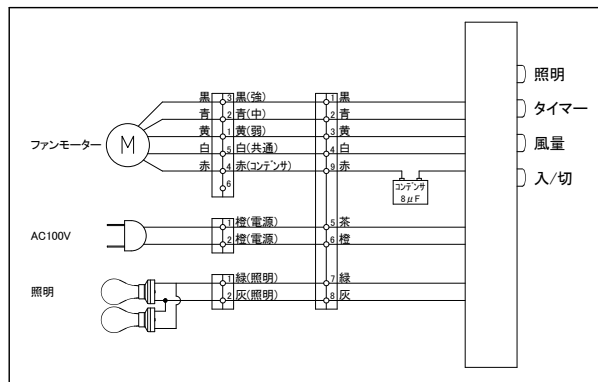 照明
タイマー
風量
入/切
黒 3 黒(強) 1 黒
青 2 青(中) 2 青
黄 1 黄(弱) 3 黄
白 5 白(共通) 4 白
赤 4 赤(コンデンサ) 9 赤
6
ファンモーター
M
コンデンサ
8μF
AC100V
1 橙(電源) 5 茶
2 橙(電源) 6 橙
照明
1 緑(照明) 7 緑
2 灰(照明) 8 灰